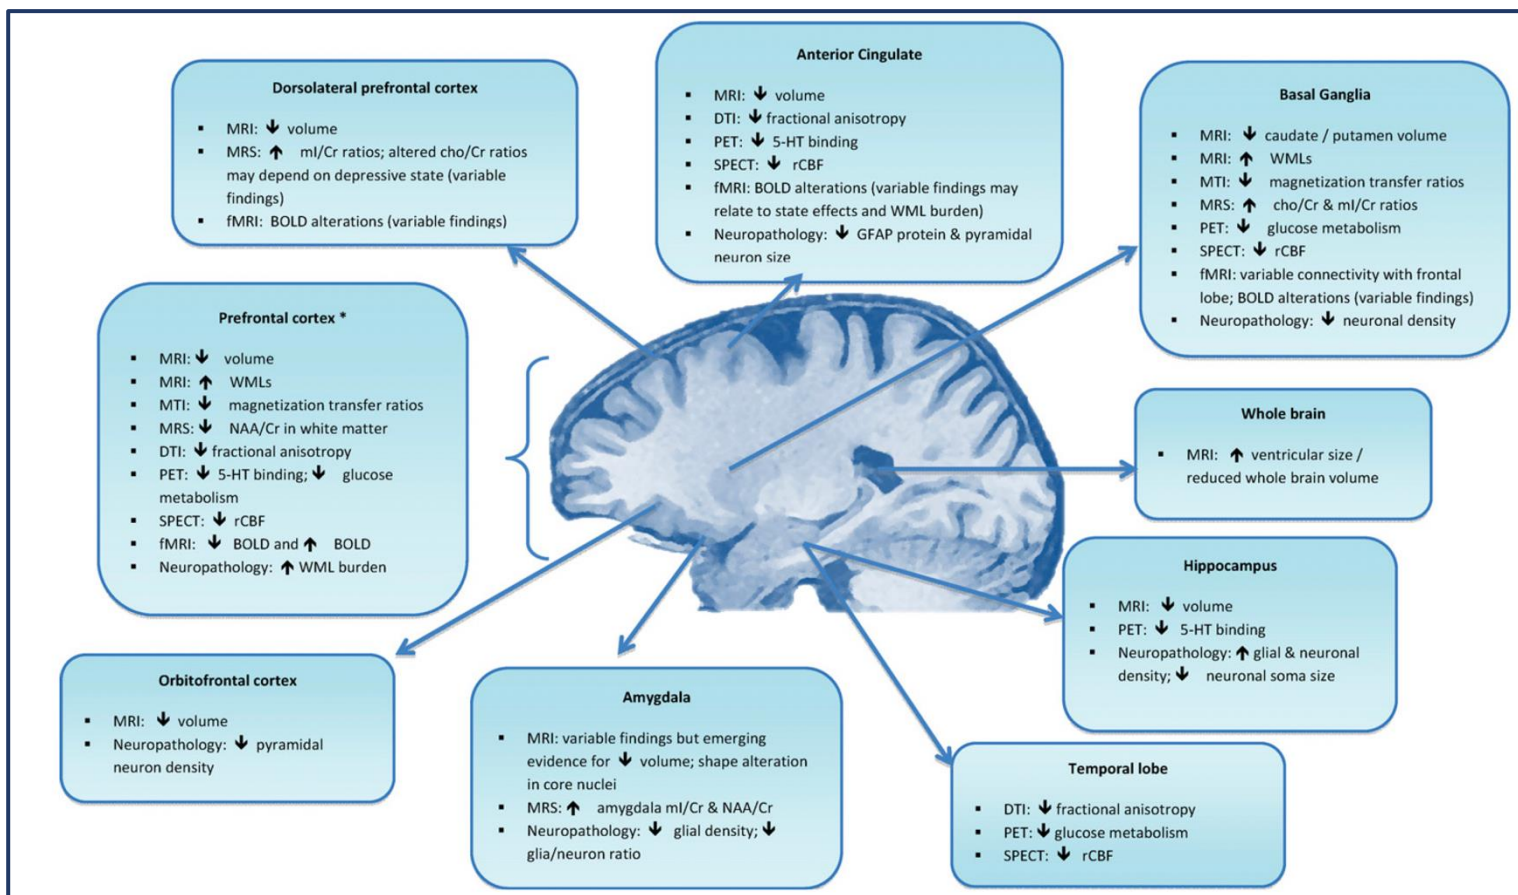 Dorsolateral prefrontal cortex
▪ MRI: 🡻 volume
▪ MRS: 🡹 mI/Cr ratios; altered cho/Cr ratios
may depend on depressive state (variable
findings)
▪ fMRI: BOLD alterations (variable findings)
Anterior Cingulate
▪ MRI: 🡻 volume
▪ DTI: 🡻 fractional anisotropy
▪ PET: 🡻 5-HT binding
▪ SPECT: 🡻 rCBF
▪ fMRI: BOLD alterations (variable findings may
relate to state effects and WML burden)
▪ Neuropathology: 🡻 GFAP protein & pyramidal
neuron size
Basal Ganglia
▪ MRI: 🡻 caudate / putamen volume
▪ MRI: 🡹 WMLs
▪ MTI: 🡻 magnetization transfer ratios
▪ MRS: 🡹 cho/Cr & mI/Cr ratios
▪ PET: 🡻 glucose metabolism
▪ SPECT: 🡻 rCBF
▪ fMRI: variable connectivity with frontal
lobe; BOLD alterations (variable findings)
▪ Neuropathology: 🡻 neuronal density
Prefrontal cortex *
▪ MRI: 🡻 volume
▪ MRI: 🡹 WMLs
▪ MTI: 🡻 magnetization transfer ratios
▪ MRS: 🡻 NAA/Cr in white matter
▪ DTI: 🡻 fractional anisotropy
▪ PET: 🡻 5-HT binding; 🡻 glucose
metabolism
▪ SPECT: 🡻 rCBF
▪ fMRI: 🡻 BOLD and 🡹 BOLD
▪ Neuropathology: 🡹 WML burden
Whole brain
▪ MRI: 🡹 ventricular size /
reduced whole brain volume
Hippocampus
▪ MRI: 🡻 volume
▪ PET: 🡻 5-HT binding
▪ Neuropathology: 🡹 glial & neuronal
density; 🡻 neuronal soma size
Orbitofrontal cortex
▪ MRI: 🡻 volume
▪ Neuropathology: 🡻 pyramidal
neuron density
Amygdala
▪ MRI: variable findings but emerging
evidence for 🡻 volume; shape alteration
in core nuclei
▪ MRS: 🡹 amygdala mI/Cr & NAA/Cr
▪ Neuropathology: 🡻 glial density; 🡻
glia/neuron ratio
Temporal lobe
▪ DTI: 🡻 fractional anisotropy
▪ PET: 🡻 glucose metabolism
▪ SPECT: 🡻 rCBF